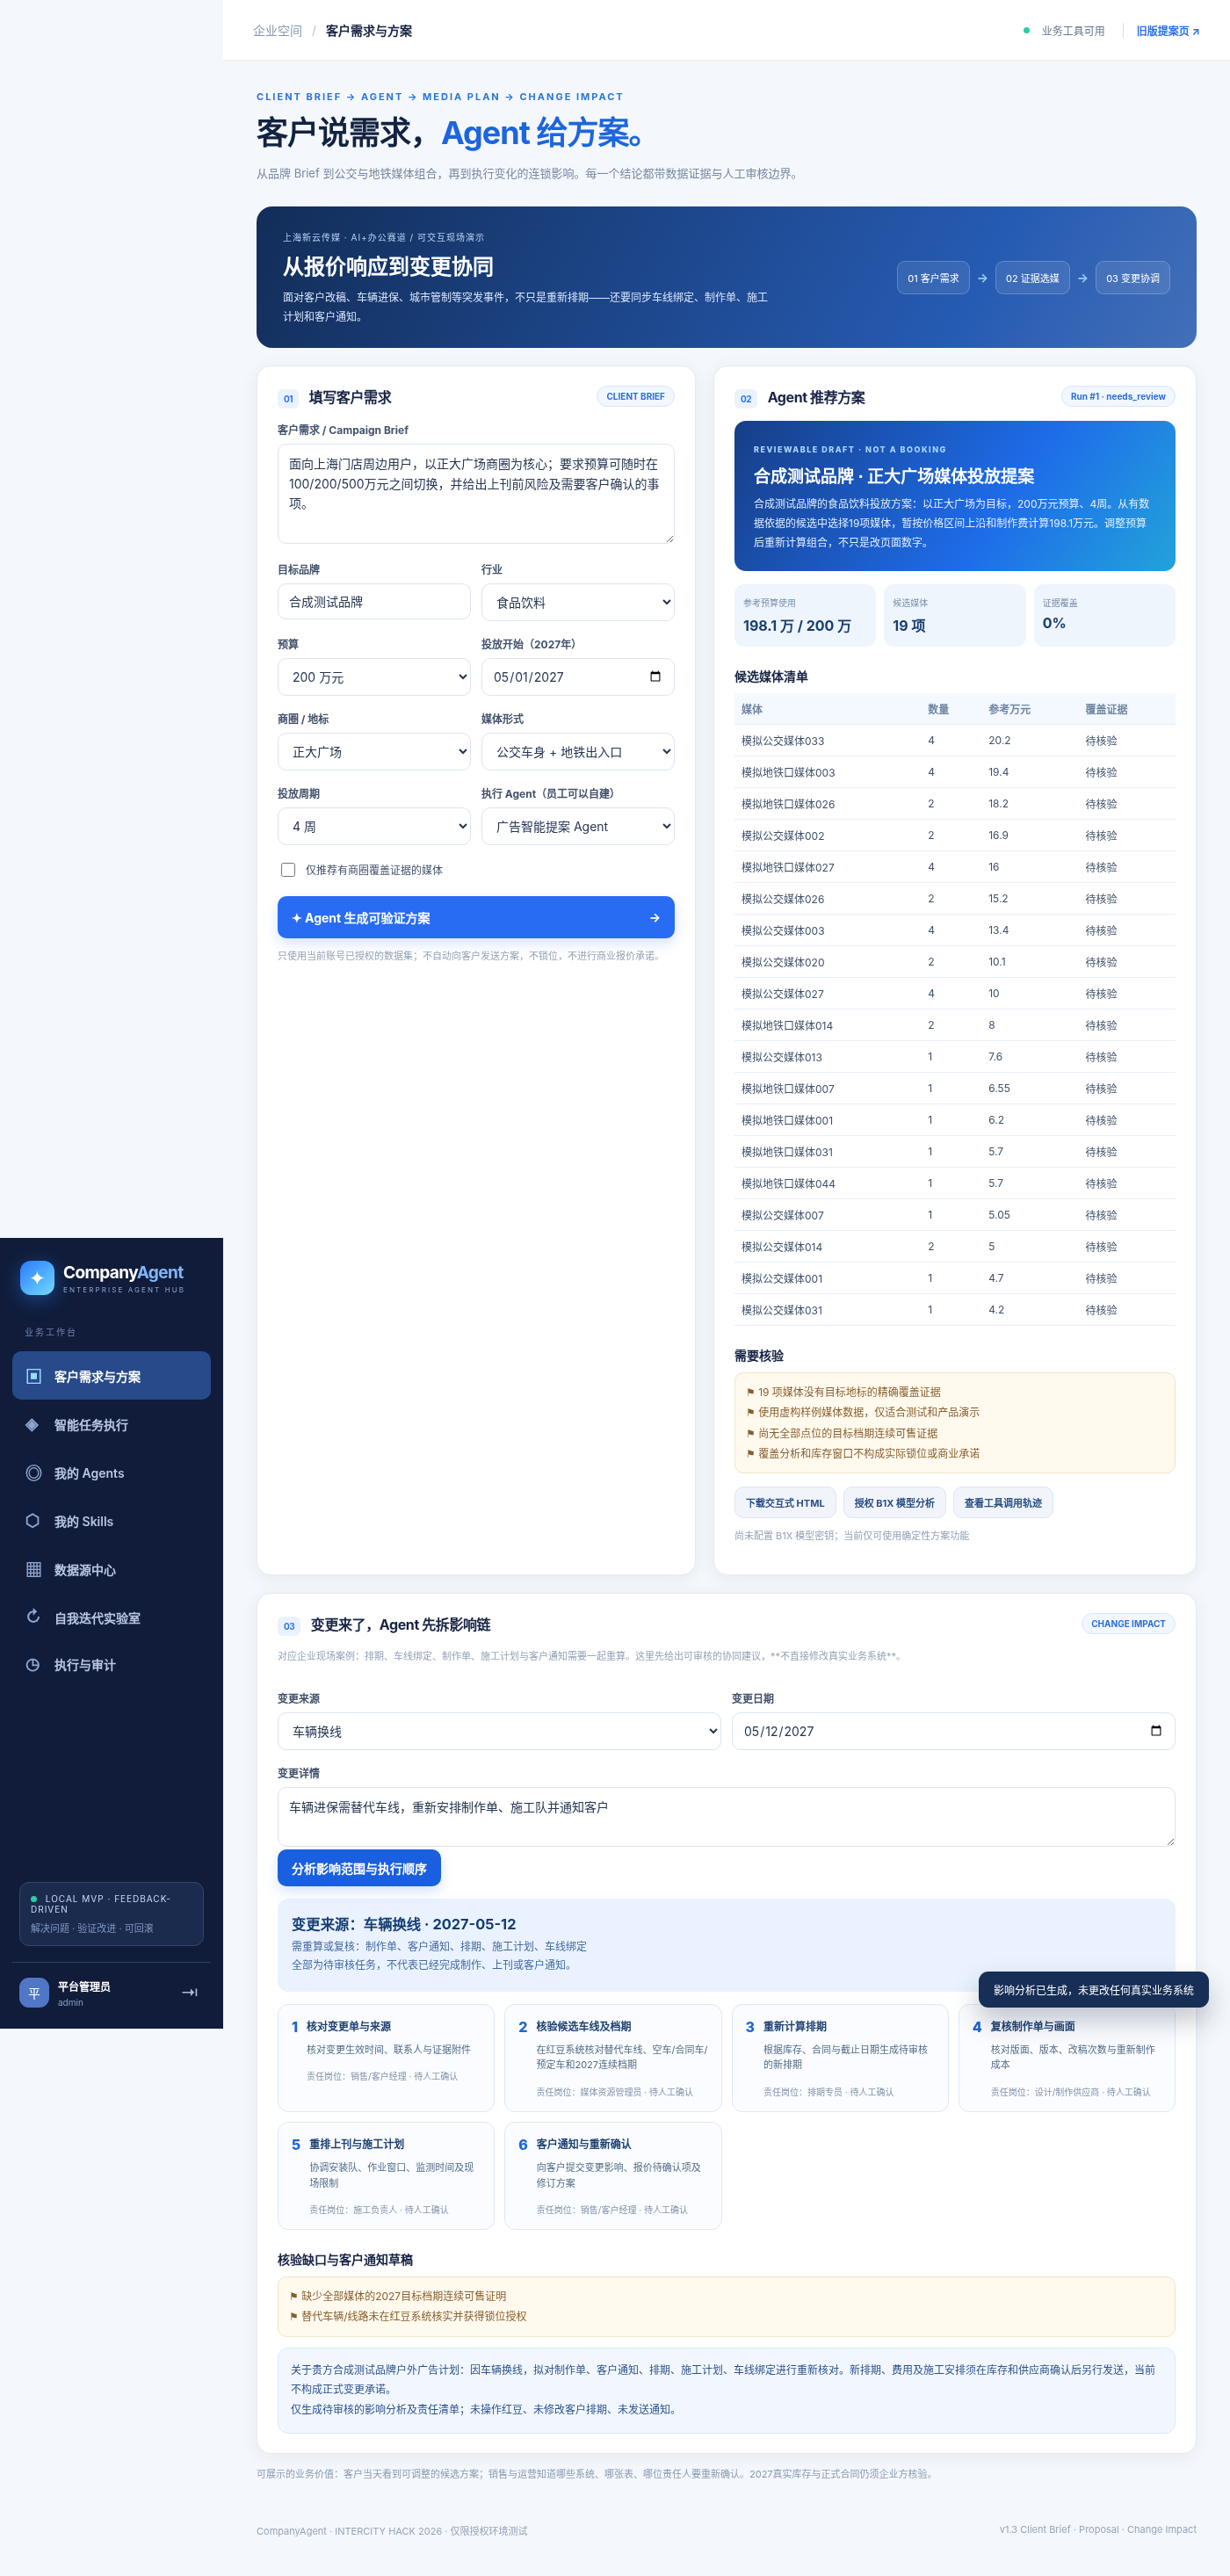 企业空间 / 客户需求与方案
业务工具可用
旧版提案页 ↗
CLIENT BRIEF → AGENT → MEDIA PLAN → CHANGE IMPACT
客户说需求，Agent 给方案。
从品牌 Brief 到公交与地铁媒体组合，再到执行变化的连锁影响。每一个结论都带数据证据与人工审核边界。
上海新云传媒 · AI+办公赛道 / 可交互现场演示
从报价响应到变更协同
面对客户改稿、车辆进保、城市管制等突发事件，不只是重新排期——还要同步车线绑定、制作单、施工
计划和客户通知。
01 客户需求 → 02 证据选媒 → 03 变更协调
01 填写客户需求
CLIENT BRIEF
客户需求 / Campaign Brief
面向上海门店周边用户，以正大广场商圈为核心；要求预算可随时在
100/200/500万元之间切换，并给出上刊前风险及需要客户确认的事
项。
目标品牌
行业
合成测试品牌
食品饮料
预算
投放开始（2027年）
200 万元
05/01/2027
商圈 / 地标
媒体形式
正大广场
公交车身 + 地铁出入口
投放周期
执行 Agent（员工可以自建）
4 周
广告智能提案 Agent
仅推荐有商圈覆盖证据的媒体
✦ Agent 生成可验证方案 →
只使用当前账号已授权的数据集；不自动向客户发送方案，不锁位，不进行商业报价承诺。
02 Agent 推荐方案
Run #1 · needs_review
REVIEWABLE DRAFT · NOT A BOOKING
合成测试品牌 · 正大广场媒体投放提案
合成测试品牌的食品饮料投放方案：以正大广场为目标，200万元预算、4周。从有数
据依据的候选中选择19项媒体，暂按价格区间上沿和制作费计算198.1万元。调整预算
后重新计算组合，不只是改页面数字。
参考预算使用
198.1 万 / 200 万
候选媒体
19 项
证据覆盖
0%
候选媒体清单
媒体 数量 参考万元 覆盖证据
模拟公交媒体033 4 20.2 待核验
模拟地铁口媒体003 4 19.4 待核验
模拟地铁口媒体026 2 18.2 待核验
模拟公交媒体002 2 16.9 待核验
模拟地铁口媒体027 4 16 待核验
模拟公交媒体026 2 15.2 待核验
模拟公交媒体003 4 13.4 待核验
模拟公交媒体020 2 10.1 待核验
模拟公交媒体027 4 10 待核验
模拟地铁口媒体014 2 8 待核验
模拟公交媒体013 1 7.6 待核验
模拟地铁口媒体007 1 6.55 待核验
模拟地铁口媒体001 1 6.2 待核验
模拟地铁口媒体031 1 5.7 待核验
模拟地铁口媒体044 1 5.7 待核验
模拟公交媒体007 1 5.05 待核验
模拟公交媒体014 2 5 待核验
模拟公交媒体001 1 4.7 待核验
模拟公交媒体031 1 4.2 待核验
需要核验
⚑ 19 项媒体没有目标地标的精确覆盖证据
⚑ 使用虚构样例媒体数据，仅适合测试和产品演示
⚑ 尚无全部点位的目标档期连续可售证据
⚑ 覆盖分析和库存窗口不构成实际锁位或商业承诺
下载交互式 HTML
授权 B1X 模型分析
查看工具调用轨迹
尚未配置 B1X 模型密钥；当前仅可使用确定性方案功能
CompanyAgent
ENTERPRISE AGENT HUB
业务工作台
客户需求与方案
智能任务执行
我的 Agents
我的 Skills
数据源中心
自我迭代实验室
执行与审计
LOCAL MVP · FEEDBACK-
DRIVEN
解决问题 · 验证改进 · 可回滚
平
平台管理员
admin
03 变更来了，Agent 先拆影响链
CHANGE IMPACT
对应企业现场案例：排期、车线绑定、制作单、施工计划与客户通知需要一起重算。这里先给出可审核的协同建议，**不直接修改真实业务系统**。
变更来源
变更日期
车辆换线
05/12/2027
变更详情
车辆进保需替代车线，重新安排制作单、施工队并通知客户
分析影响范围与执行顺序
变更来源：车辆换线 · 2027-05-12
需重算或复核：制作单、客户通知、排期、施工计划、车线绑定
全部为待审核任务，不代表已经完成制作、上刊或客户通知。
影响分析已生成，未更改任何真实业务系统
1 核对变更单与来源
核对变更生效时间、联系人与证据附件
责任岗位：销售/客户经理 · 待人工确认
2 核验候选车线及档期
在红豆系统核对替代车线、空车/合同车/
预定车和2027连续档期
责任岗位：媒体资源管理员 · 待人工确认
3 重新计算排期
根据库存、合同与截止日期生成待审核
的新排期
责任岗位：排期专员 · 待人工确认
4 复核制作单与画面
核对版面、版本、改稿次数与重新制作
成本
责任岗位：设计/制作供应商 · 待人工确认
5 重排上刊与施工计划
协调安装队、作业窗口、监测时间及现
场限制
责任岗位：施工负责人 · 待人工确认
6 客户通知与重新确认
向客户提交变更影响、报价待确认项及
修订方案
责任岗位：销售/客户经理 · 待人工确认
核验缺口与客户通知草稿
⚑ 缺少全部媒体的2027目标档期连续可售证明
⚑ 替代车辆/线路未在红豆系统核实并获得锁位授权
关于贵方合成测试品牌户外广告计划：因车辆换线，拟对制作单、客户通知、排期、施工计划、车线绑定进行重新核对。新排期、费用及施工安排须在库存和供应商确认后另行发送，当前
不构成正式变更承诺。
仅生成待审核的影响分析及责任清单；未操作红豆、未修改客户排期、未发送通知。
可展示的业务价值：客户当天看到可调整的候选方案；销售与运营知道哪些系统、哪张表、哪位责任人要重新确认。2027真实库存与正式合同仍须企业方核验。
CompanyAgent · INTERCITY HACK 2026 · 仅限授权环境测试
v1.3 Client Brief · Proposal · Change Impact